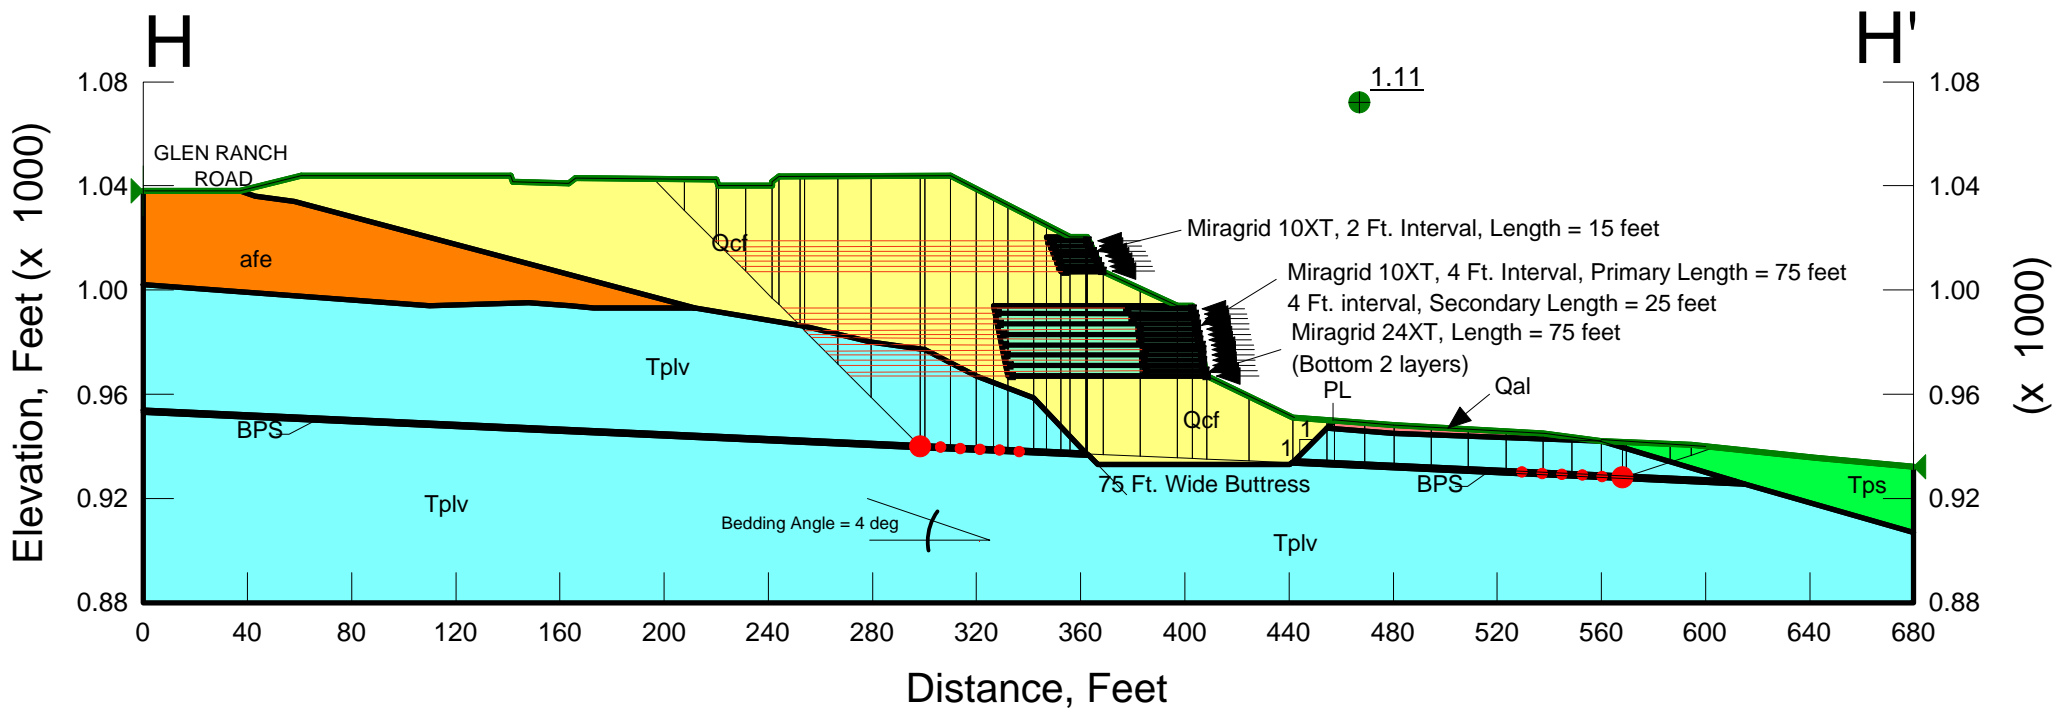 H
H'
1.11
1.08
1.08
GLEN RANCH
ROAD
1.04
1.04
Qcf
Miragrid 10XT, 2 Ft. Interval, Length = 15 feet
afe
Miragrid 10XT, 4 Ft. Interval, Primary Length = 75 feet
1.00
1.00
4 Ft. interval, Secondary Length = 25 feet
Miragrid 24XT, Length = 75 feet
(Bottom 2 layers)
Tplv
PL
Qal
0.96
0.96
Qcf
BPS
1
1
75 Ft. Wide Buttress
BPS
Tps
0.92
0.92
Tplv
Bedding Angle = 4 deg
Tplv
0.88
0.88
Elevation, Feet (x 1000)
(x 1000)
0 40 80 120 160 200 240 280 320 360 400 440 480 520 560 600 640 680
Distance, Feet